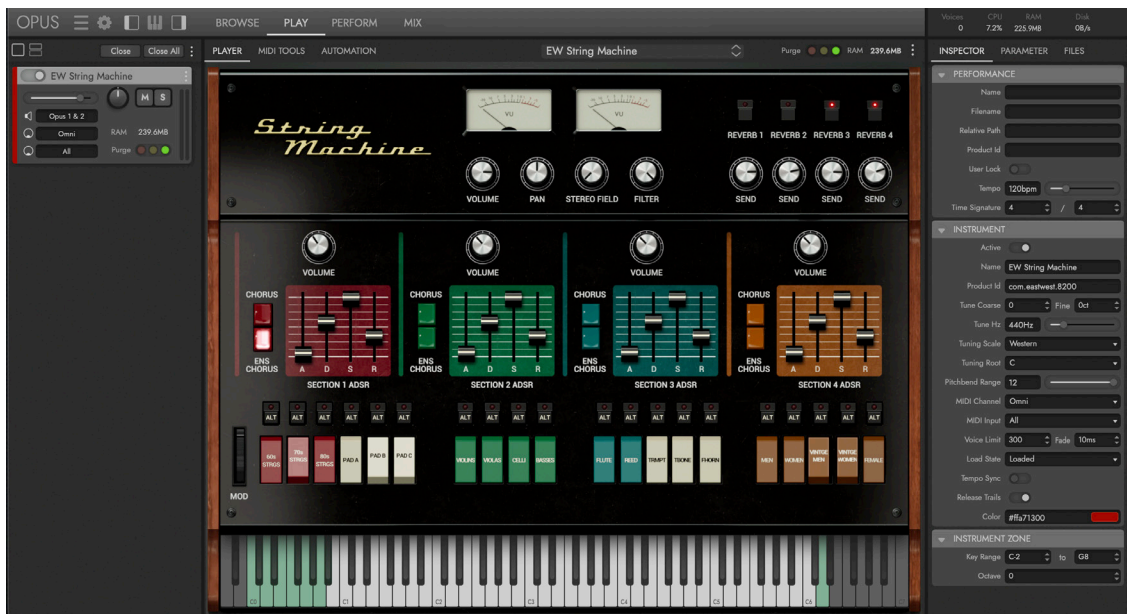 OPUS BROWSE PLAY PERFORM MIX
Voices CPU RAM Disk
0 7.2% 225.9MB 0B/s
Close Close All
PLAYER MIDI TOOLS AUTOMATION EW String Machine Purge RAM 239.6MB
INSPECTOR PARAMETER FILES
EW String Machine
M S
Opus 1 & 2
Omni RAM 239.6MB
All Purge
String
Machine
VU VU
REVERB 1 REVERB 2 REVERB 3 REVERB 4
VOLUME PAN STEREO FIELD FILTER SEND SEND SEND SEND
VOLUME VOLUME VOLUME VOLUME
CHORUS CHORUS CHORUS CHORUS
ENS CHORUS ENS CHORUS ENS CHORUS ENS CHORUS
A D S R A D S R A D S R A D S R
SECTION 1 ADSR SECTION 2 ADSR SECTION 3 ADSR SECTION 4 ADSR
ALT ALT ALT ALT ALT ALT ALT ALT ALT ALT ALT ALT ALT ALT ALT ALT ALT ALT ALT ALT
60s STRGS 70s STRGS 80s STRGS PAD A PAD B PAD C VIOLINS VIOLAS CELLI BASSES FLUTE REED TRMPT TBONE FHORN MEN WOMEN VINTGE MEN VINTGE WOMEN FEMALE
MOD
C0 C1 C2 C3 C4 C5 C6
PERFORMANCE
Name
Filename
Relative Path
Product Id
User Lock
Tempo 120bpm
Time Signature 4 / 4
INSTRUMENT
Active
Name EW String Machine
Product Id com.eastwest.8200
Tune Coarse 0 Fine 0ct
Tune Hz 440Hz
Tuning Scale Western
Tuning Root C
Pitchbend Range 12
MIDI Channel Omni
MIDI Input All
Voice Limit 300 Fade 10ms
Load State Loaded
Tempo Sync
Release Trails
Color #ffa71300
INSTRUMENT ZONE
Key Range C-2 to G8
Octave 0